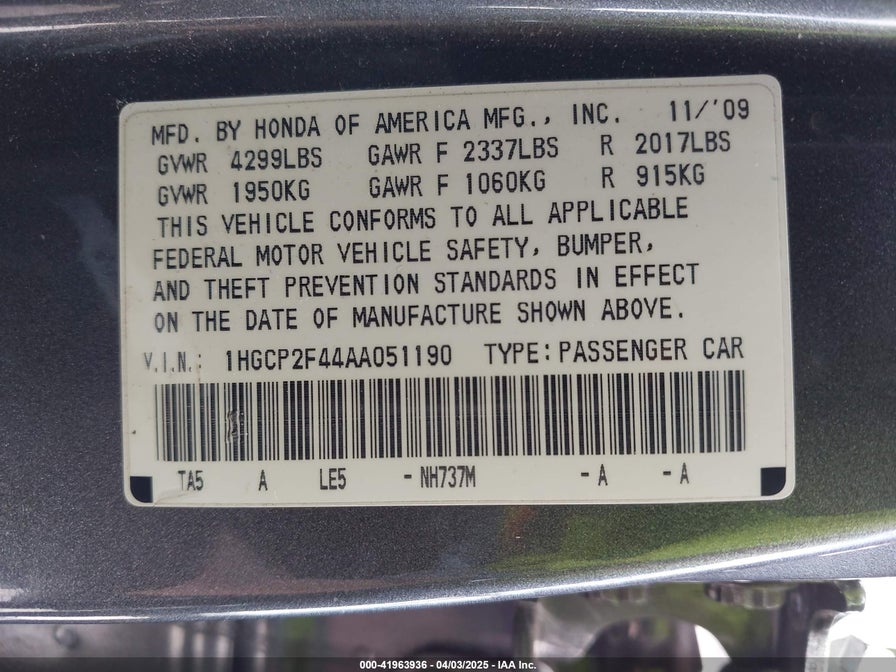 MFD. BY HONDA OF AMERICA MFG., INC. 11/'09
GVWR 4299LBS GAWR F 2337LBS R 2017LBS
GVWR 1950KG GAWR F 1060KG R 915KG
THIS VEHICLE CONFORMS TO ALL APPLICABLE
FEDERAL MOTOR VEHICLE SAFETY, BUMPER,
AND THEFT PREVENTION STANDARDS IN EFFECT
ON THE DATE OF MANUFACTURE SHOWN ABOVE.
V.I.N.: 1HGCP2F44AA051190 TYPE: PASSENGER CAR
TA5 A LE5 - NH737M - A - A
000-41963936 - 04/03/2025 - IAA Inc.